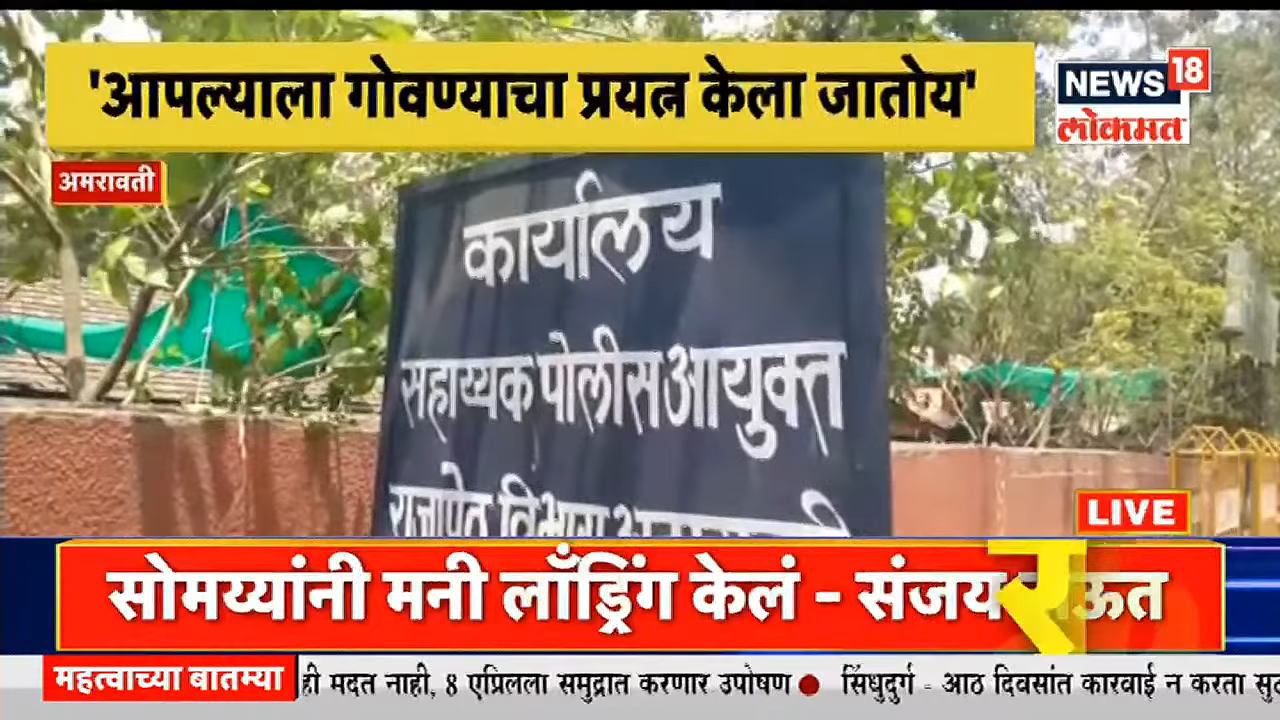 'आपल्याला गोवण्याचा प्रयत्न केला जातोय'
NEWS 18
लोकमत
अमरावती
कार्यालय
सहाय्यक पोलीस आयुक्त
LIVE
सोमय्यांनी मनी लाँड्रिंग केलं - संजय
महत्वाच्या बातम्या
ही मदत नाही, 8 एप्रिलला समुद्रात करणार उपोषण ● सिंधुदुर्ग - आठ दिवसांत कारवाई न करता